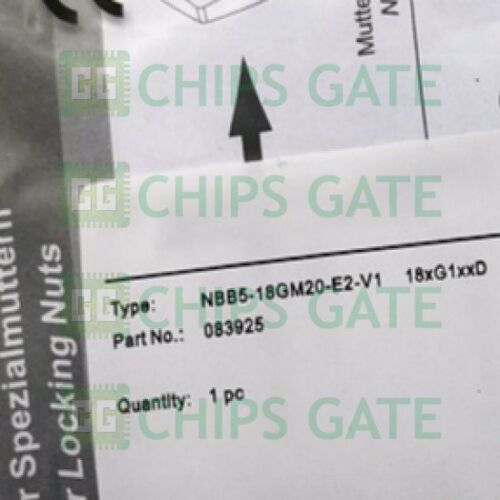 CHIPS GATE
CHIPS GATE
CHIPS GATE
CHIPS GATE
CHIPS GATE
Mutter
N
Type: NBB5-18GM20-E2-V1 18xG1xxD
Part No.: 083925
Quantity: 1 pc
r Spezialmuttern
r Locking Nuts